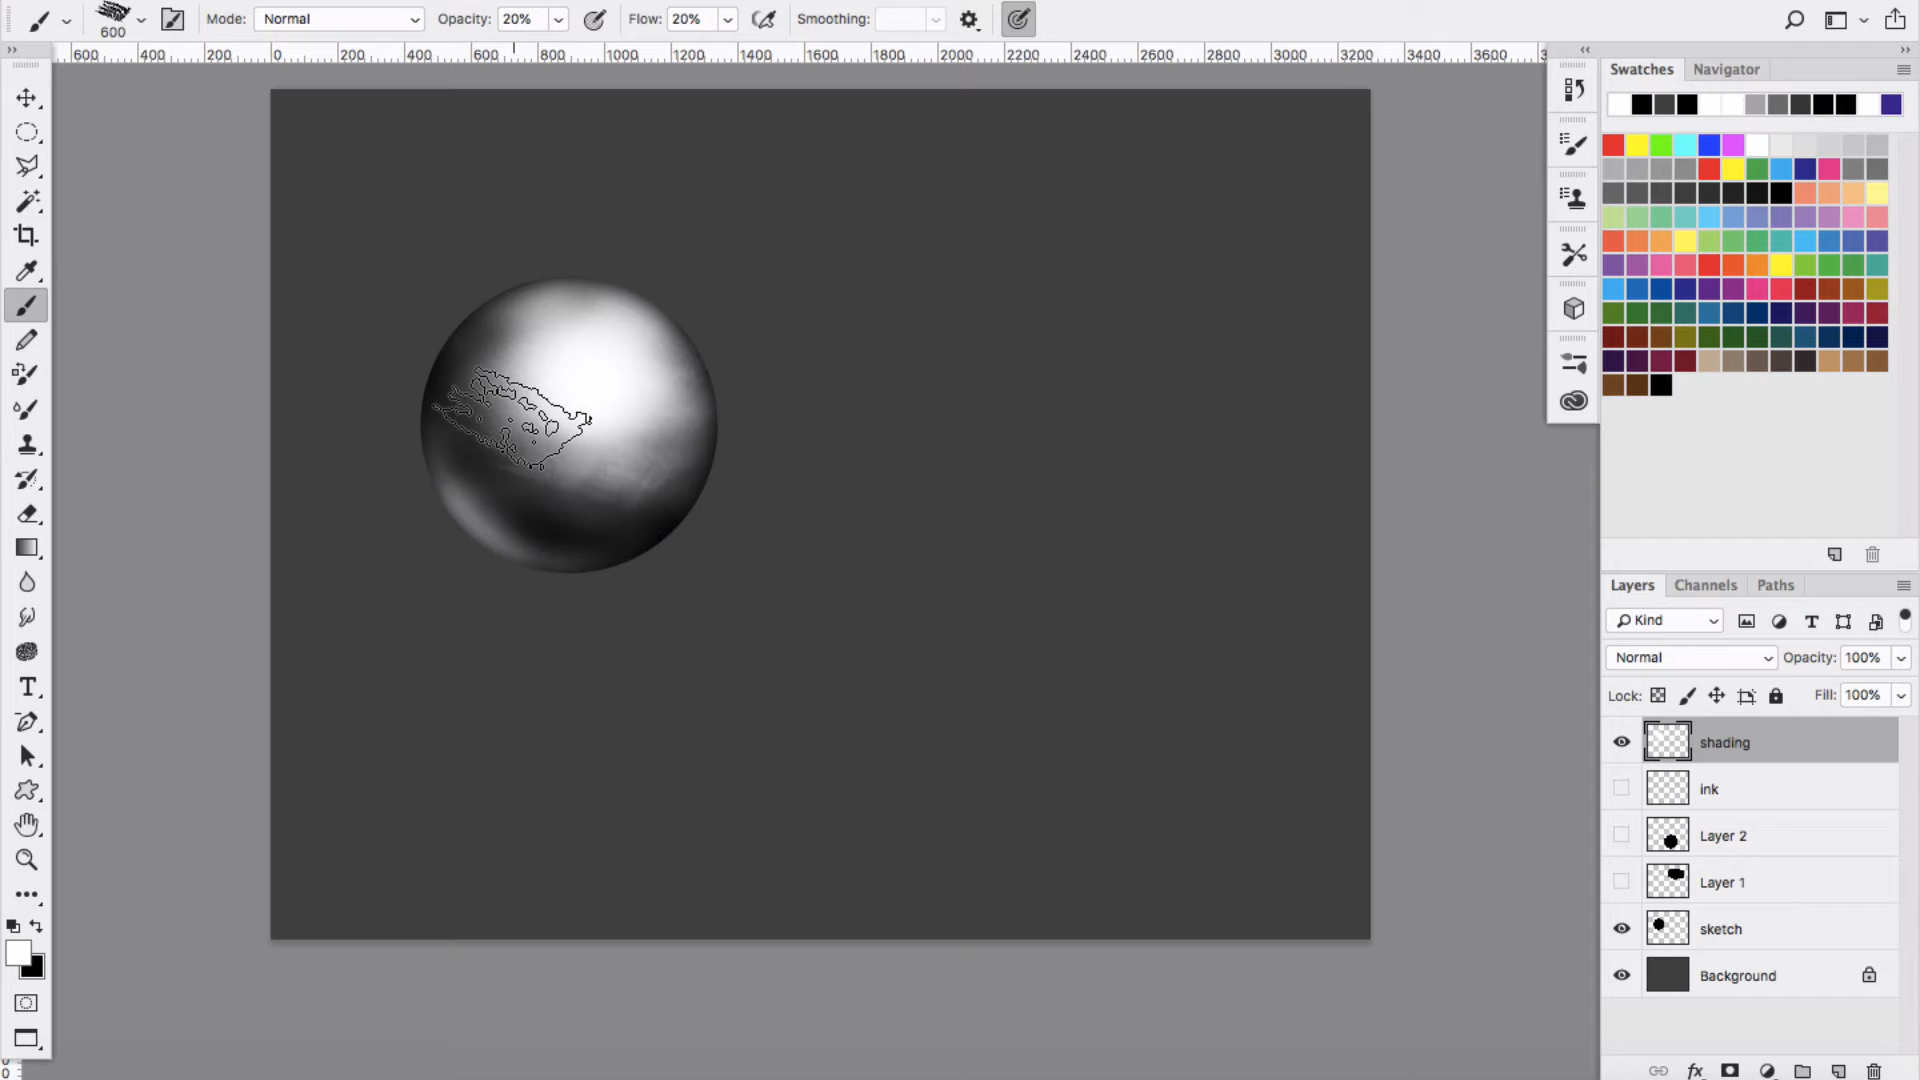 600 Mode: Normal Opacity: 20% Flow: 20% Smoothing:
600 400 200 0 200 400 600 800 1000 1200 1400 1600 1800 2000 2200 2400 2600 2800 3000 3200 3400 3600
Swatches Navigator
Layers Channels Paths
Kind
Normal Opacity: 100%
Lock: Fill: 100%
shading
ink
Layer 2
Layer 1
sketch
Background
fx